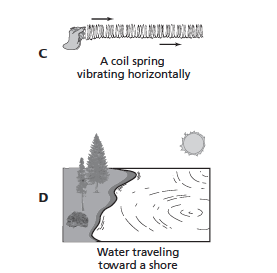 C
A coil spring
vibrating horizontally
D
Water traveling
toward a shore